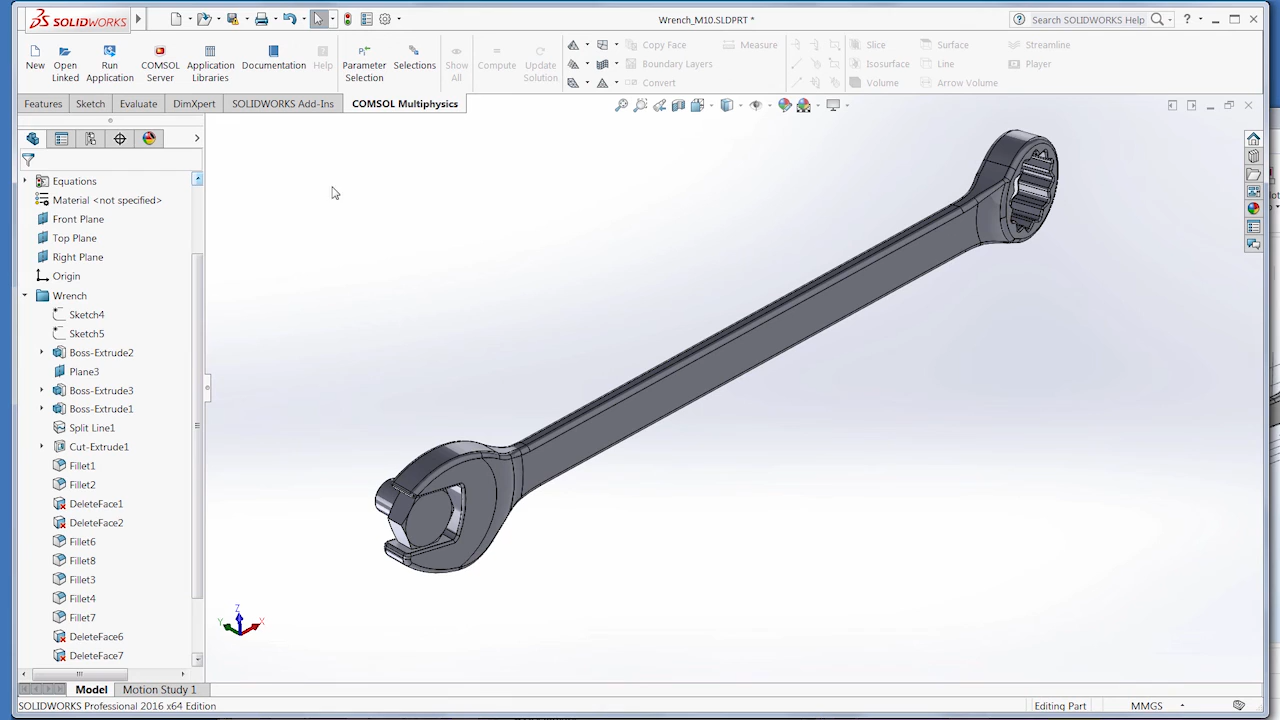 SOLIDWORKS
Wrench_M10.SLDPRT *
Search SOLIDWORKS Help
?
New
Open Linked
Run Application
COMSOL Server
Application Libraries
Documentation
Help
Parameter Selection
Selections
Show All
Compute
Update Solution
Copy Face
Measure
Boundary Layers
Convert
Slice
Surface
Streamline
Isosurface
Line
Player
Volume
Arrow Volume
Features
Sketch
Evaluate
DimXpert
SOLIDWORKS Add-Ins
COMSOL Multiphysics
Equations
Material <not specified>
Front Plane
Top Plane
Right Plane
Origin
Wrench
Sketch4
Sketch5
Boss-Extrude2
Plane3
Boss-Extrude3
Boss-Extrude1
Split Line1
Cut-Extrude1
Fillet1
Fillet2
DeleteFace1
DeleteFace2
Fillet6
Fillet8
Fillet3
Fillet4
Fillet7
DeleteFace6
DeleteFace7
Z
Y
X
Model
Motion Study 1
SOLIDWORKS Professional 2016 x64 Edition
Editing Part
MMGS